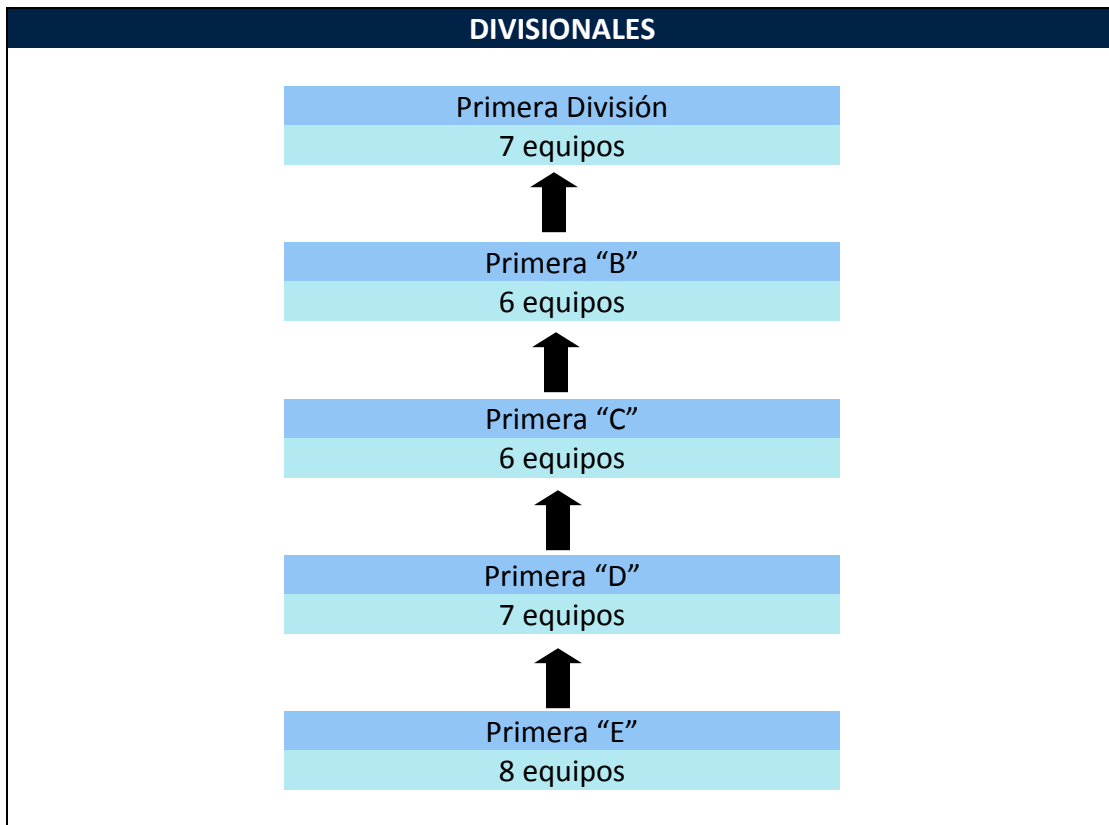 DIVISIONALES
Primera División
7 equipos
Primera “B”
6 equipos
Primera “C”
6 equipos
Primera “D”
7 equipos
Primera “E”
8 equipos